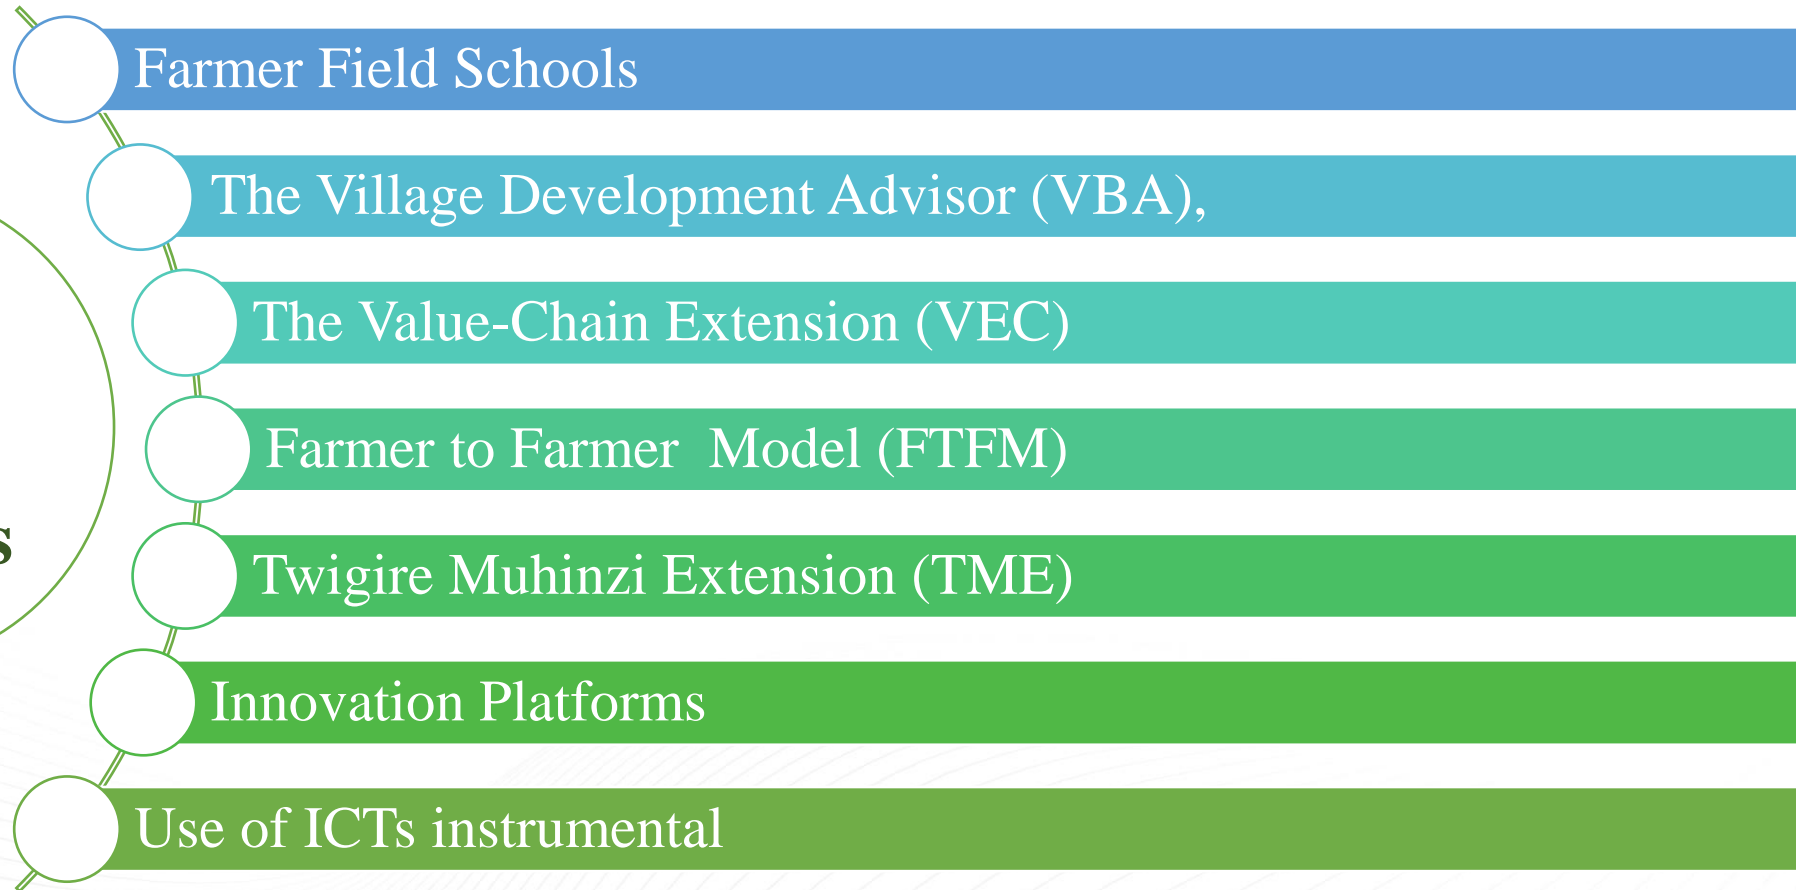 Farmer Field Schools
The Village Development Advisor (VBA),
The Value-Chain Extension (VEC)
Farmer to Farmer  Model (FTFM)
s
Twigire Muhinzi Extension (TME)
Innovation Platforms
Use of ICTs instrumental